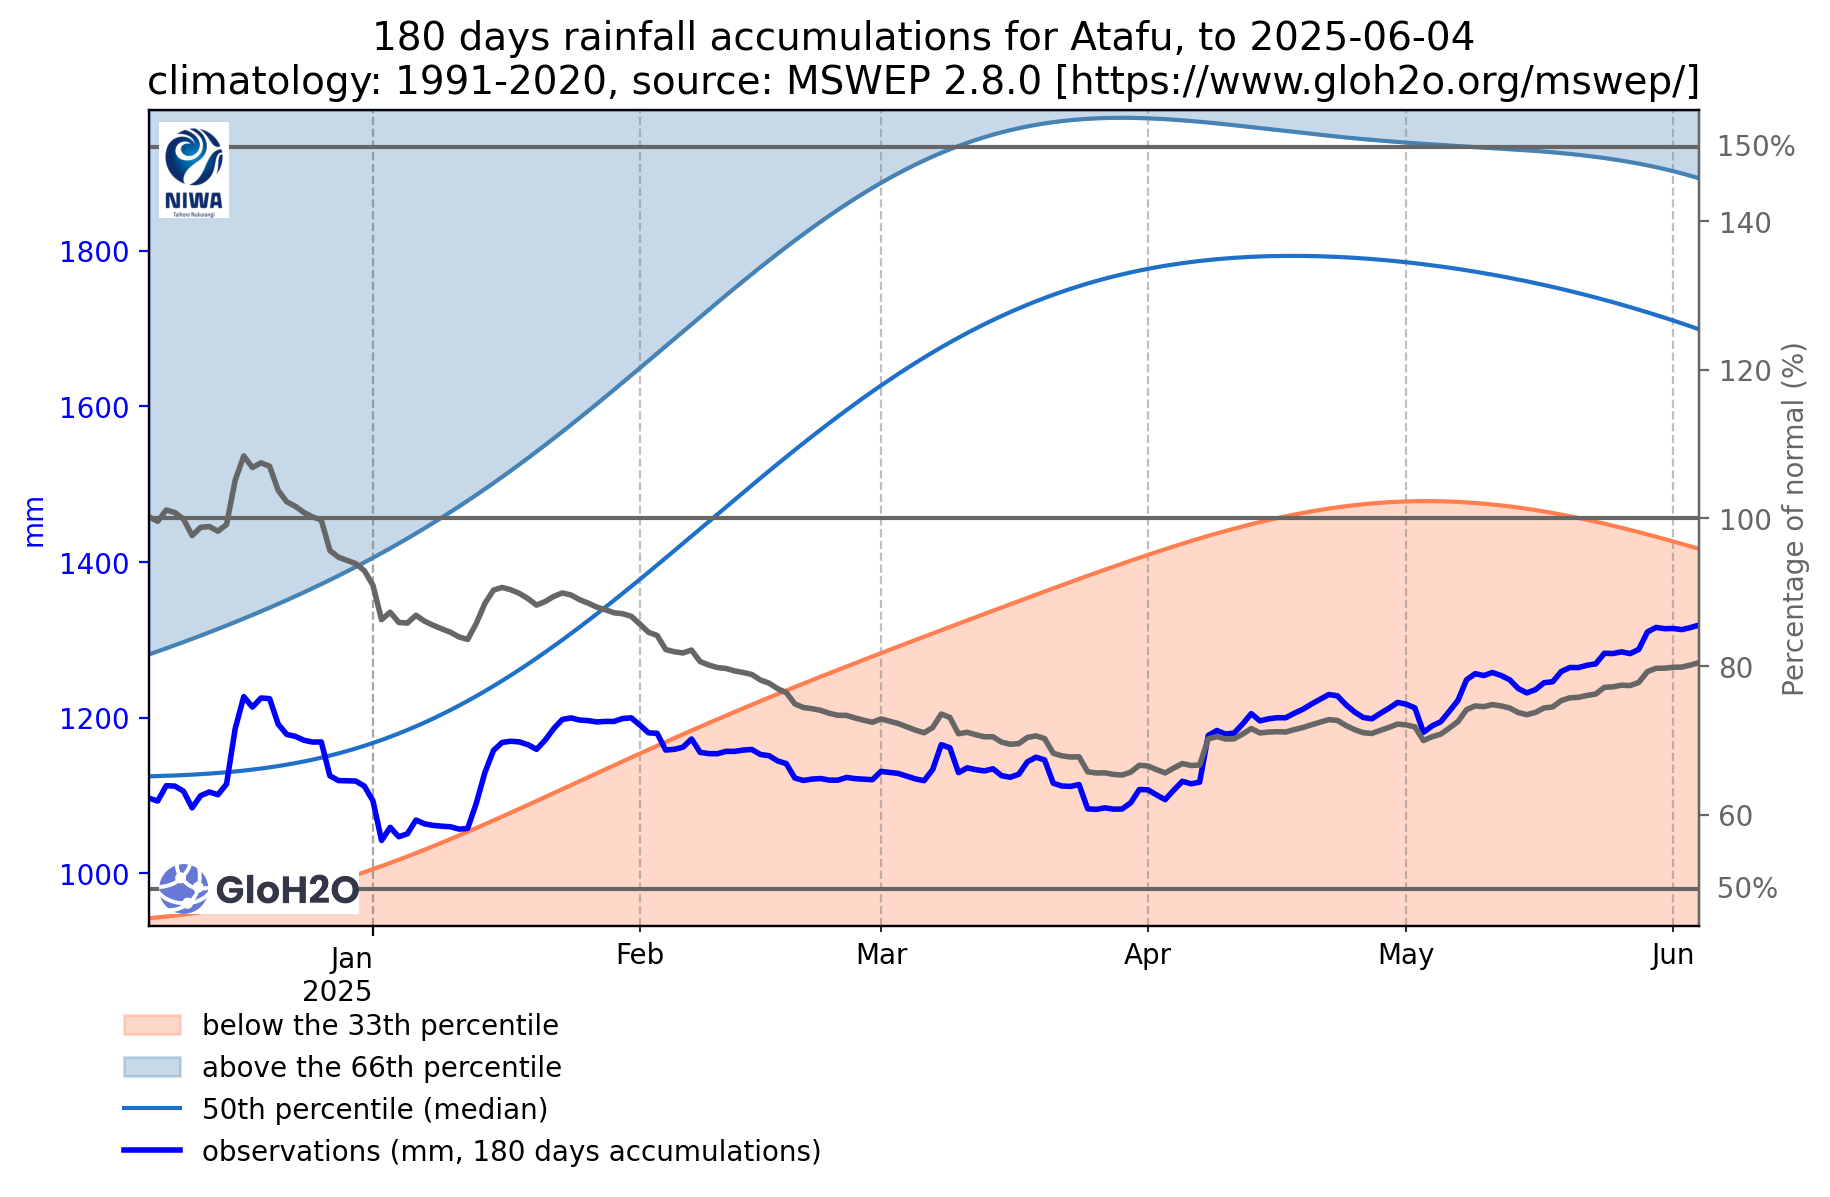 180 days rainfall accumulations for Atafu, to 2025-06-04
climatology: 1991-2020, source: MSWEP 2.8.0 [https://www.gloh2o.org/mswep/]
NIWA
Taihoro Nukurangi
150%
140
1800
120
1600
100
1400
80
1200
60
1000
50%
mm
Percentage of normal (%)
GloH2O
Jan
2025
Feb
Mar
Apr
May
Jun
below the 33th percentile
above the 66th percentile
50th percentile (median)
observations (mm, 180 days accumulations)